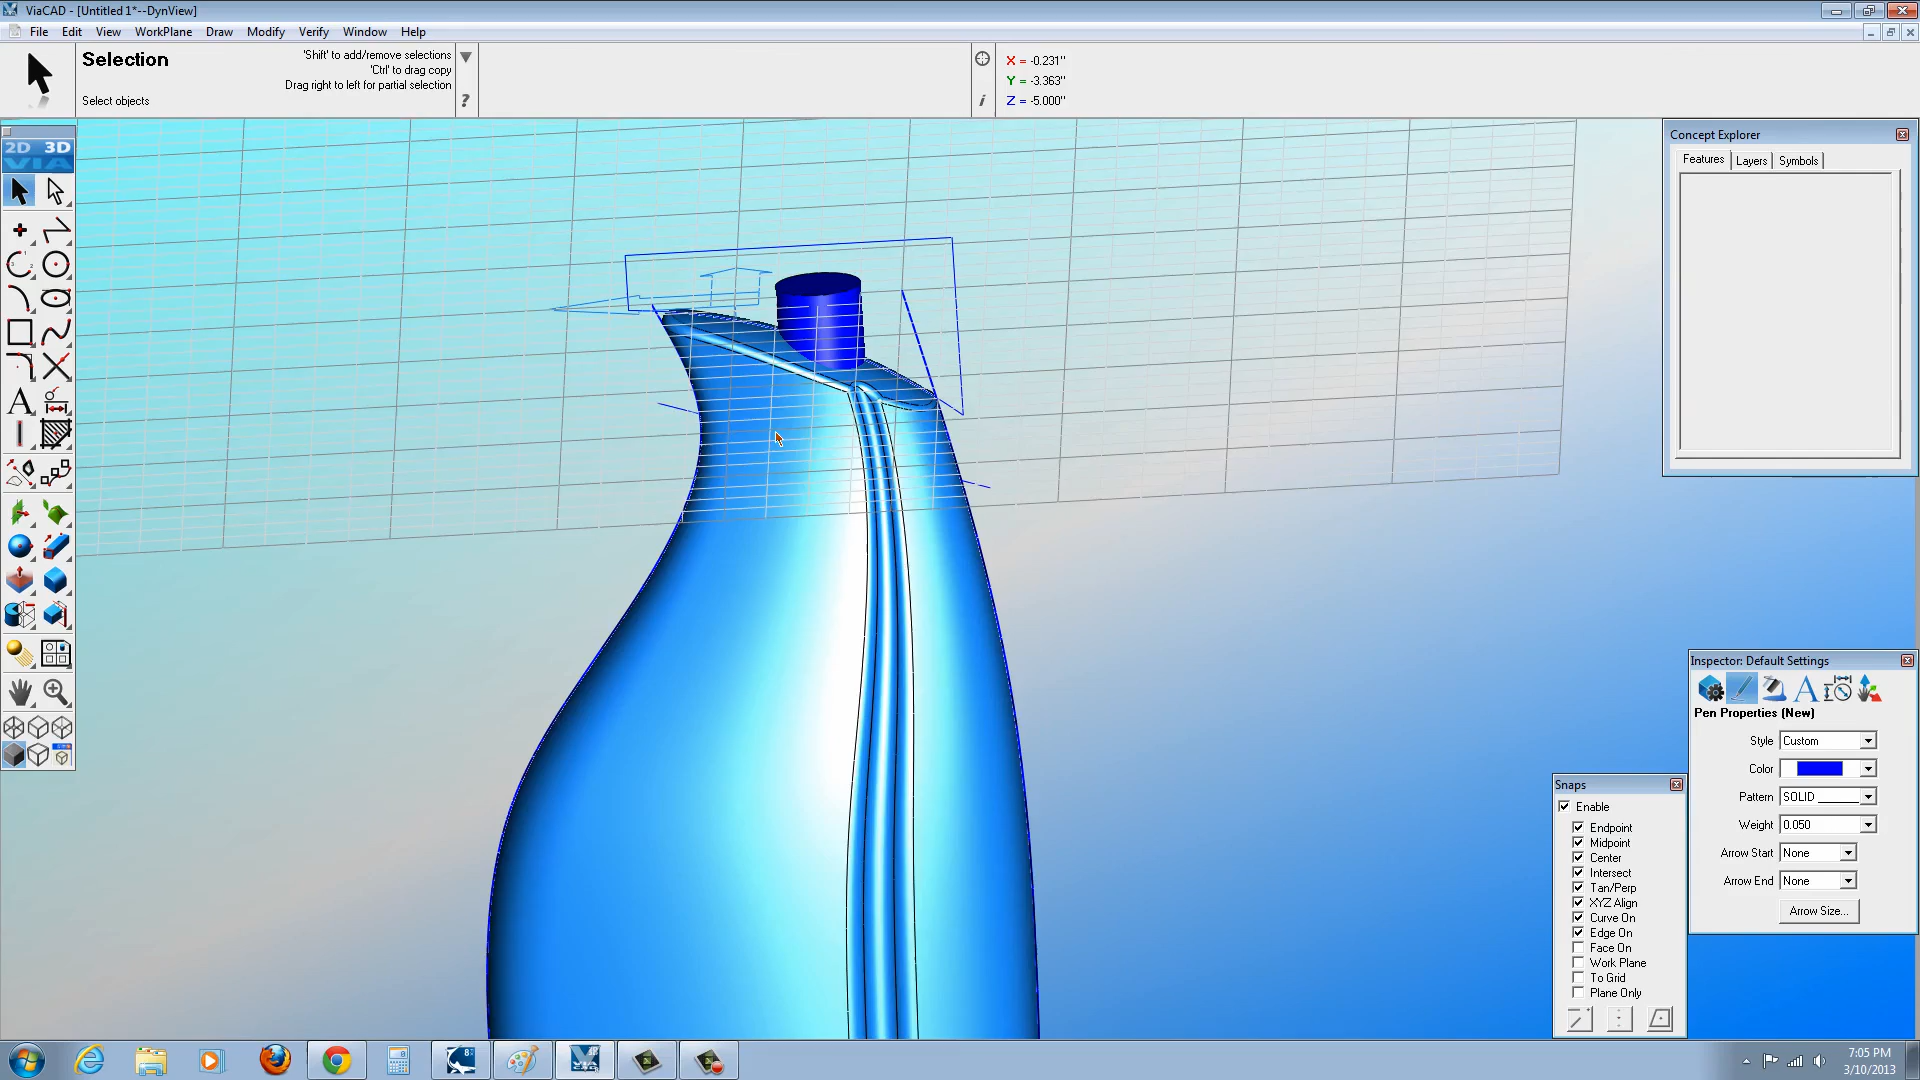 ViaCAD - [Untitled 1*--DynView]
File Edit View WorkPlane Draw Modify Verify Window Help
Selection
'Shift' to add/remove selections
'Ctrl' to drag copy
Drag right to left for partial selection
Select objects
?
i
X = -0.231"
Y = -3.363"
Z = -5.000"
2D 3D
VIA
A
Concept Explorer
Features Layers Symbols
Inspector: Default Settings
Pen Properties (New)
Style Custom
Color
Pattern SOLID
Weight 0.050
Arrow Start None
Arrow End None
Arrow Size...
Snaps
Enable
Endpoint
Midpoint
Center
Intersect
Tan/Perp
XYZ Align
Curve On
Edge On
Face On
Work Plane
To Grid
Plane Only
7:05 PM
3/10/2013